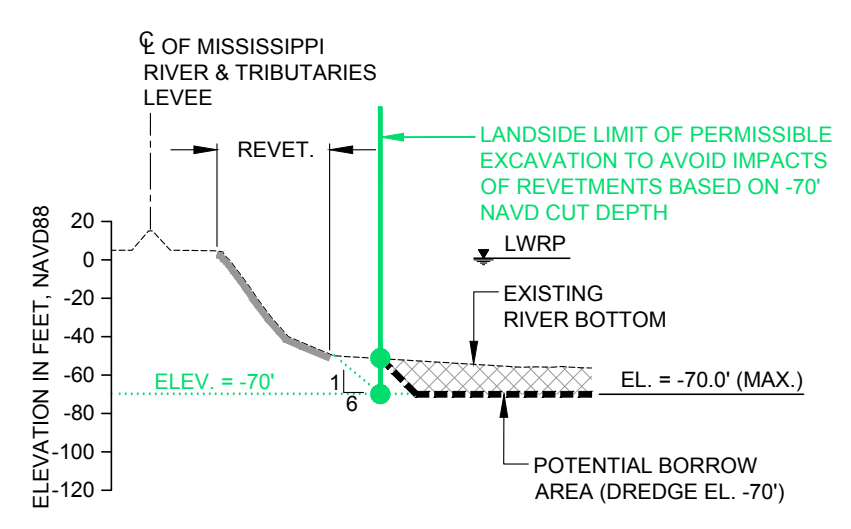 ℄ OF MISSISSIPPI
RIVER & TRIBUTARIES
LEVEE
REVET.
LANDSIDE LIMIT OF PERMISSIBLE
EXCAVATION TO AVOID IMPACTS
OF REVETMENTS BASED ON -70'
NAVD CUT DEPTH
LWRP
EXISTING
RIVER BOTTOM
ELEVATION IN FEET, NAVD88
20
0
-20
-40
-60
-80
-100
-120
ELEV. = -70'
1
6
EL. = -70.0' (MAX.)
POTENTIAL BORROW
AREA (DREDGE EL. -70')